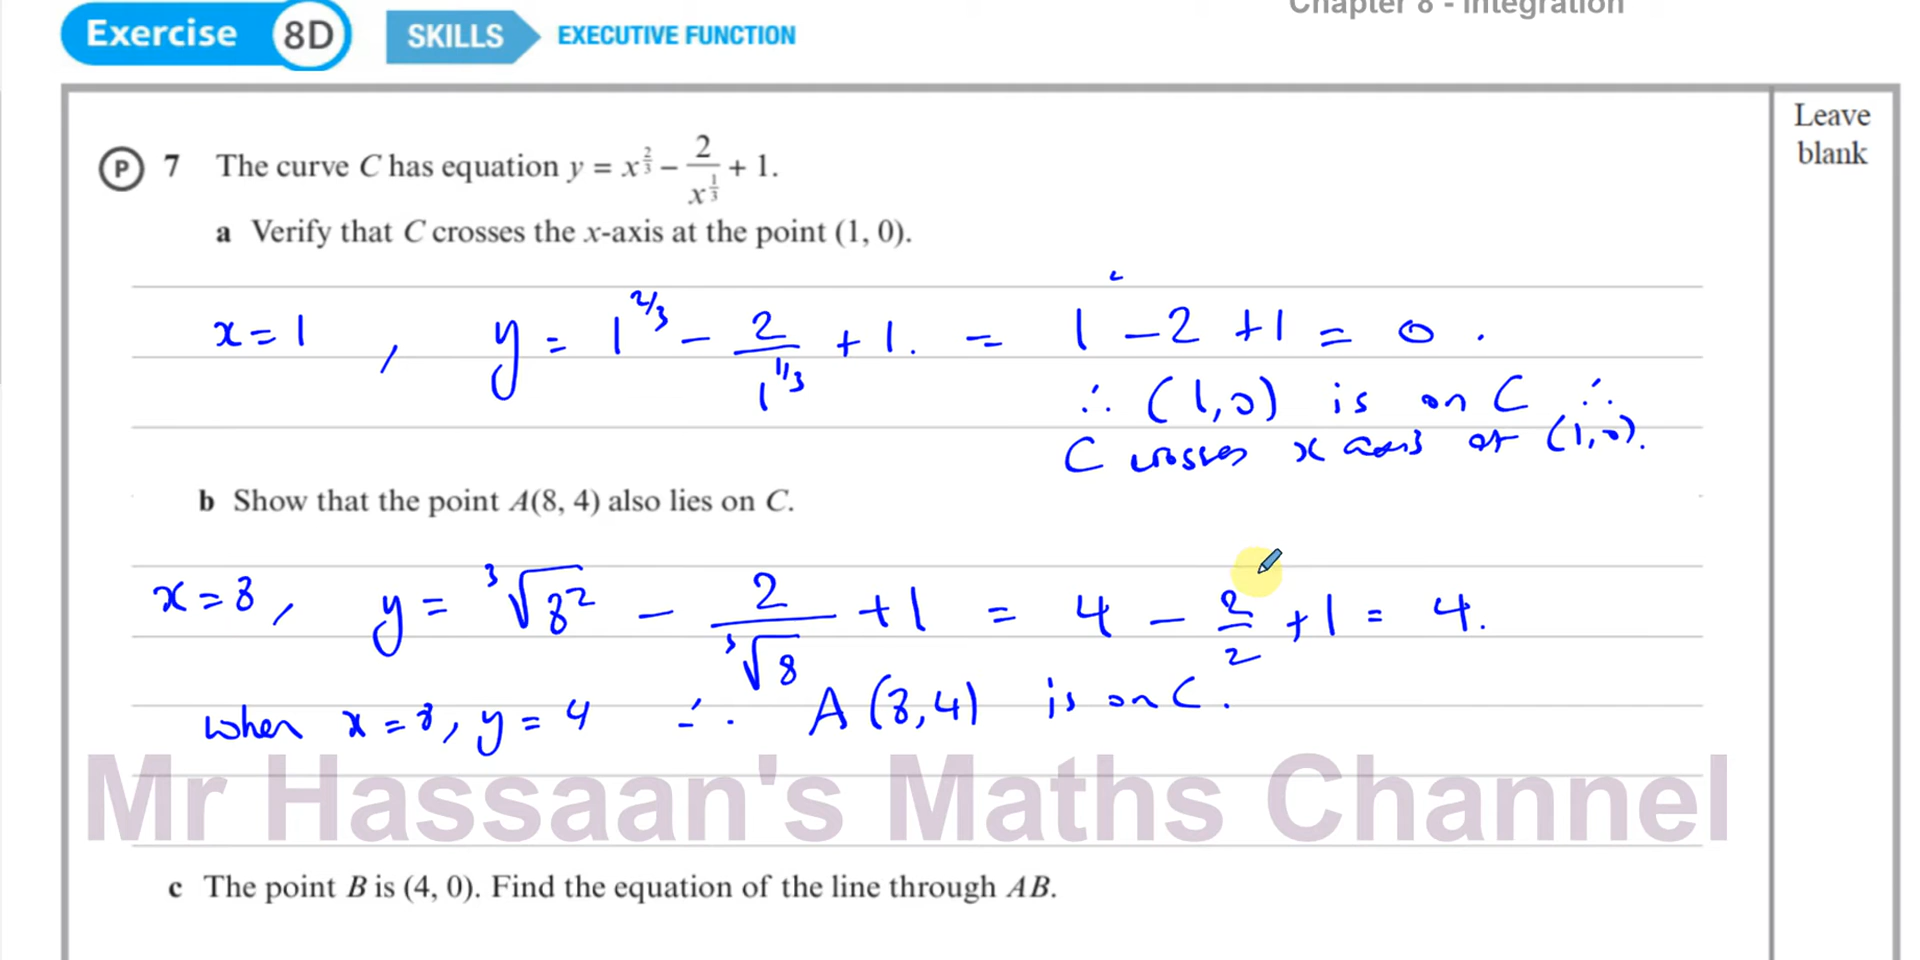 Chapter 8 - Integration
Exercise 8D SKILLS EXECUTIVE FUNCTION
Leave
blank
P 7 The curve C has equation y = x^{2/3} − 2/x^{1/3} + 1.
a Verify that C crosses the x-axis at the point (1, 0).
x = 1 , y = 1^{2/3} − 2/1^{1/3} + 1. = 1 − 2 + 1 = 0 .
∴ (1,0) is on C ∴
C crosses x axis at (1,0).
b Show that the point A(8, 4) also lies on C.
x = 8, y = ∛8² − 2/∛8 + 1 = 4 − 2/2 + 1 = 4.
when x = 8, y = 4 ∴ A(8,4) is on C.
Mr Hassaan's Maths Channel
c The point B is (4, 0). Find the equation of the line through AB.